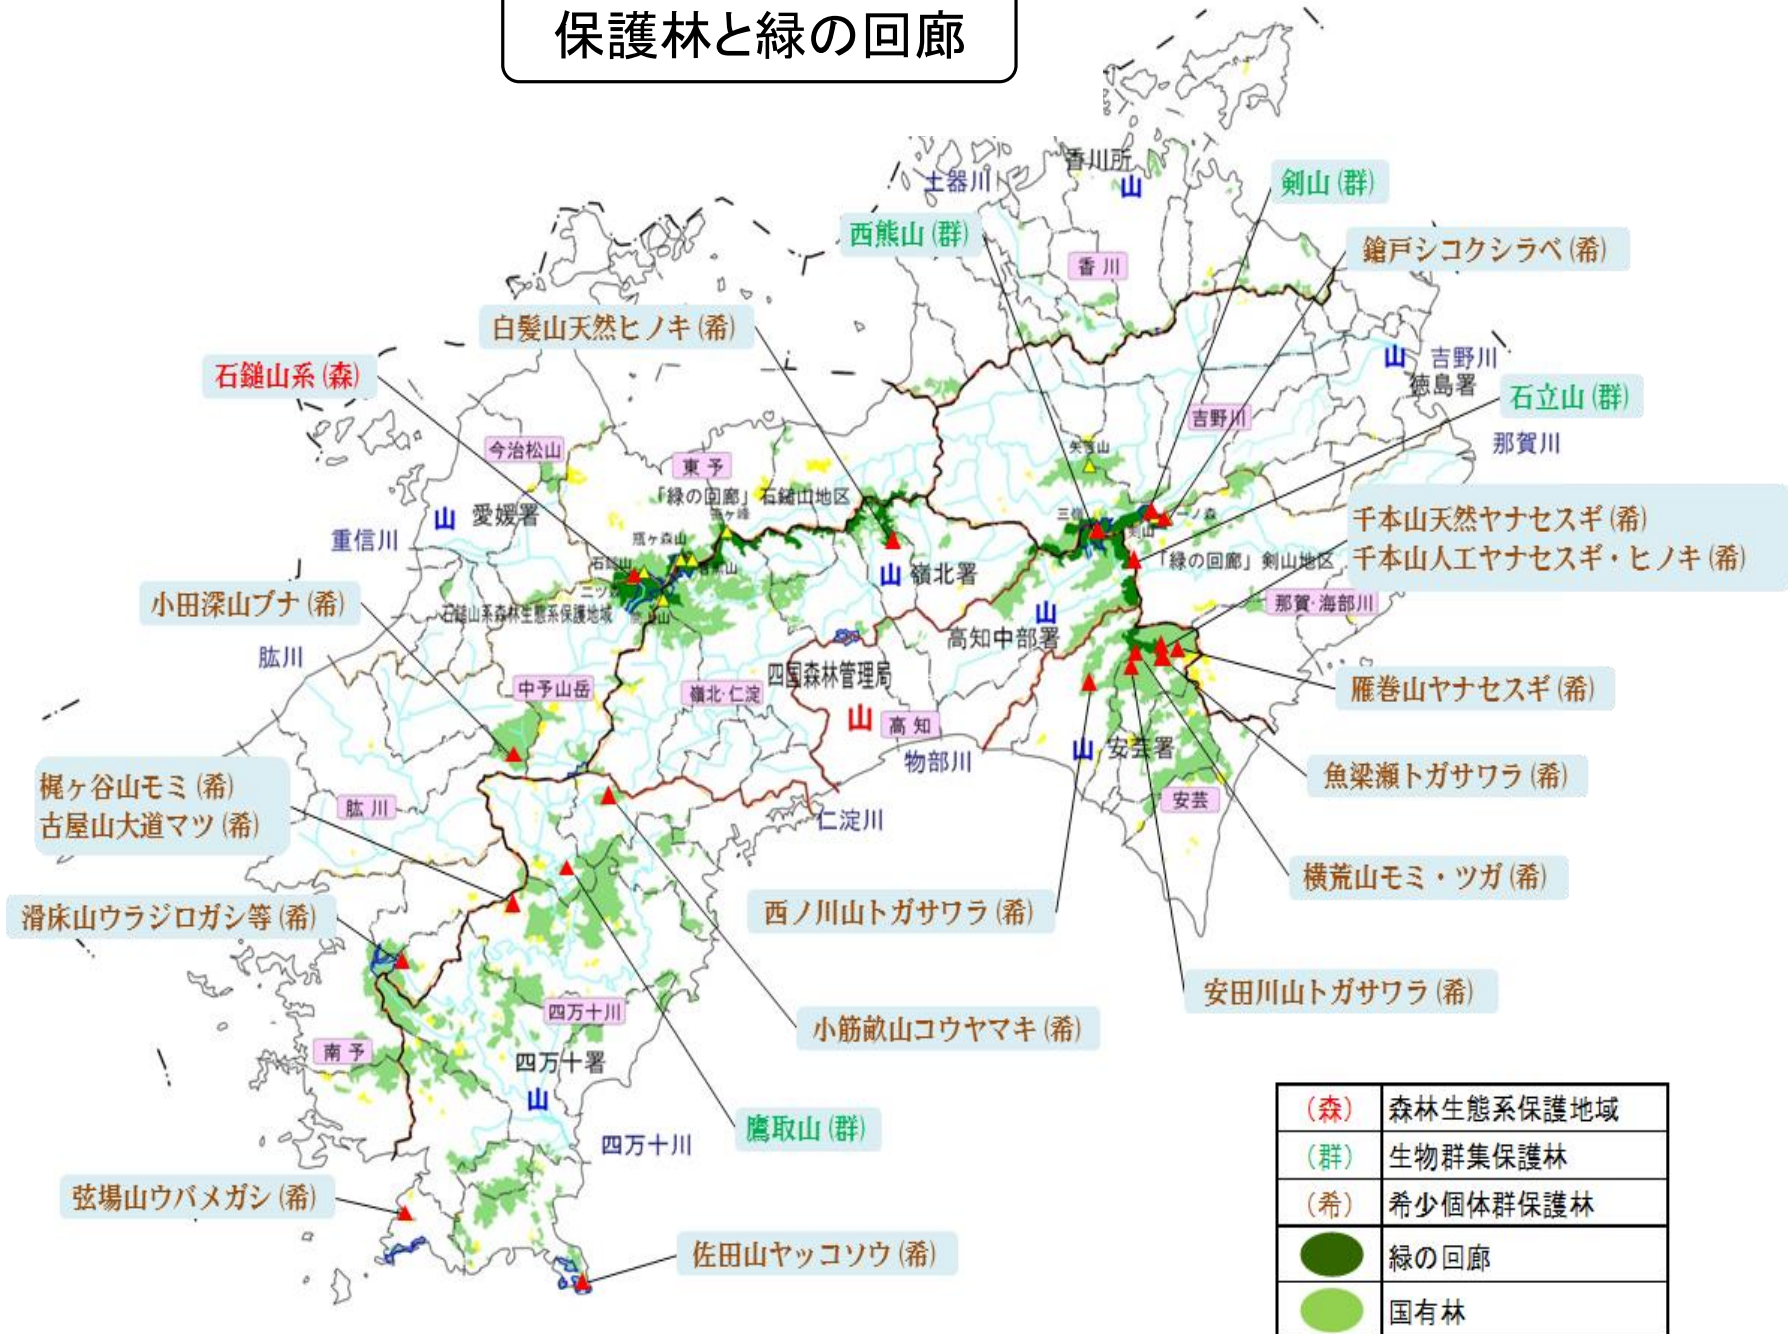 保護林と緑の回廊
香川所
土器川
剣山(群)
西熊山(群)
鎗戸シコクシラベ(希)
香川
白髪山天然ヒノキ(希)
石鎚山系(森)
吉野川
徳島署
石立山(群)
吉野川
那賀川
今治松山
東予
「緑の回廊」石鎚山地区
愛媛署
重信川
瓶ヶ森山
石鎚山系森林生態系保護地域
嶺北署
三嶺
剣山
一ノ森
「緑の回廊」剣山地区
千本山天然ヤナセスギ(希)
千本山人工ヤナセスギ・ヒノキ(希)
那賀・海部川
小田深山ブナ(希)
高知中部署
肱川
中予山岳
嶺北・仁淀
四国森林管理局
高知
物部川
雁巻山ヤナセスギ(希)
安芸署
魚梁瀬トガサワラ(希)
安芸
梶ヶ谷山モミ(希)
古屋山大道マツ(希)
肱川
仁淀川
横荒山モミ・ツガ(希)
滑床山ウラジロガシ等(希)
西ノ川山トガサワラ(希)
安田川山トガサワラ(希)
四万十川
小筋畝山コウヤマキ(希)
南予
四万十署
鷹取山(群)
四万十川
弦場山ウバメガシ(希)
佐田山ヤッコソウ(希)
(森) 森林生態系保護地域
(群) 生物群集保護林
(希) 希少個体群保護林
緑の回廊
国有林